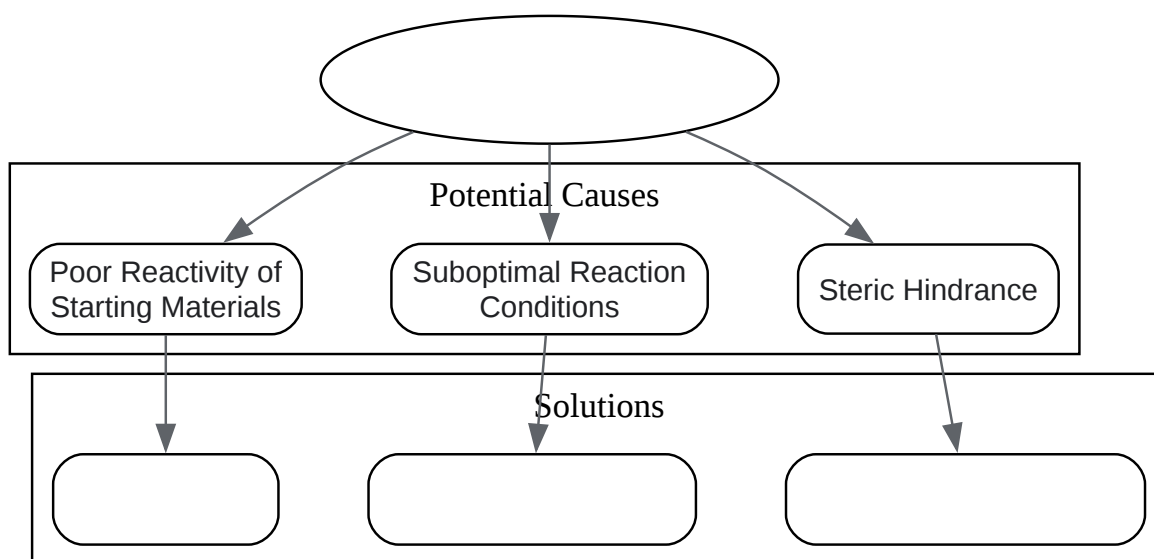 Potential Causes
Poor Reactivity of
Starting Materials
Suboptimal Reaction
Conditions
Steric Hindrance
Solutions